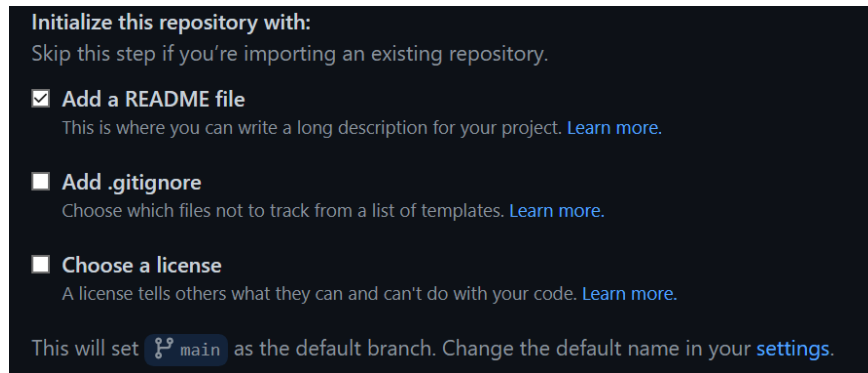 Initialize this repository with:
Skip this step if you’re importing an existing repository.
Add a README file
This is where you can write a long description for your project. Learn more.
Add .gitignore
Choose which files not to track from a list of templates. Learn more.
Choose a license
A license tells others what they can and can't do with your code. Learn more.
This will set main as the default branch. Change the default name in your settings.